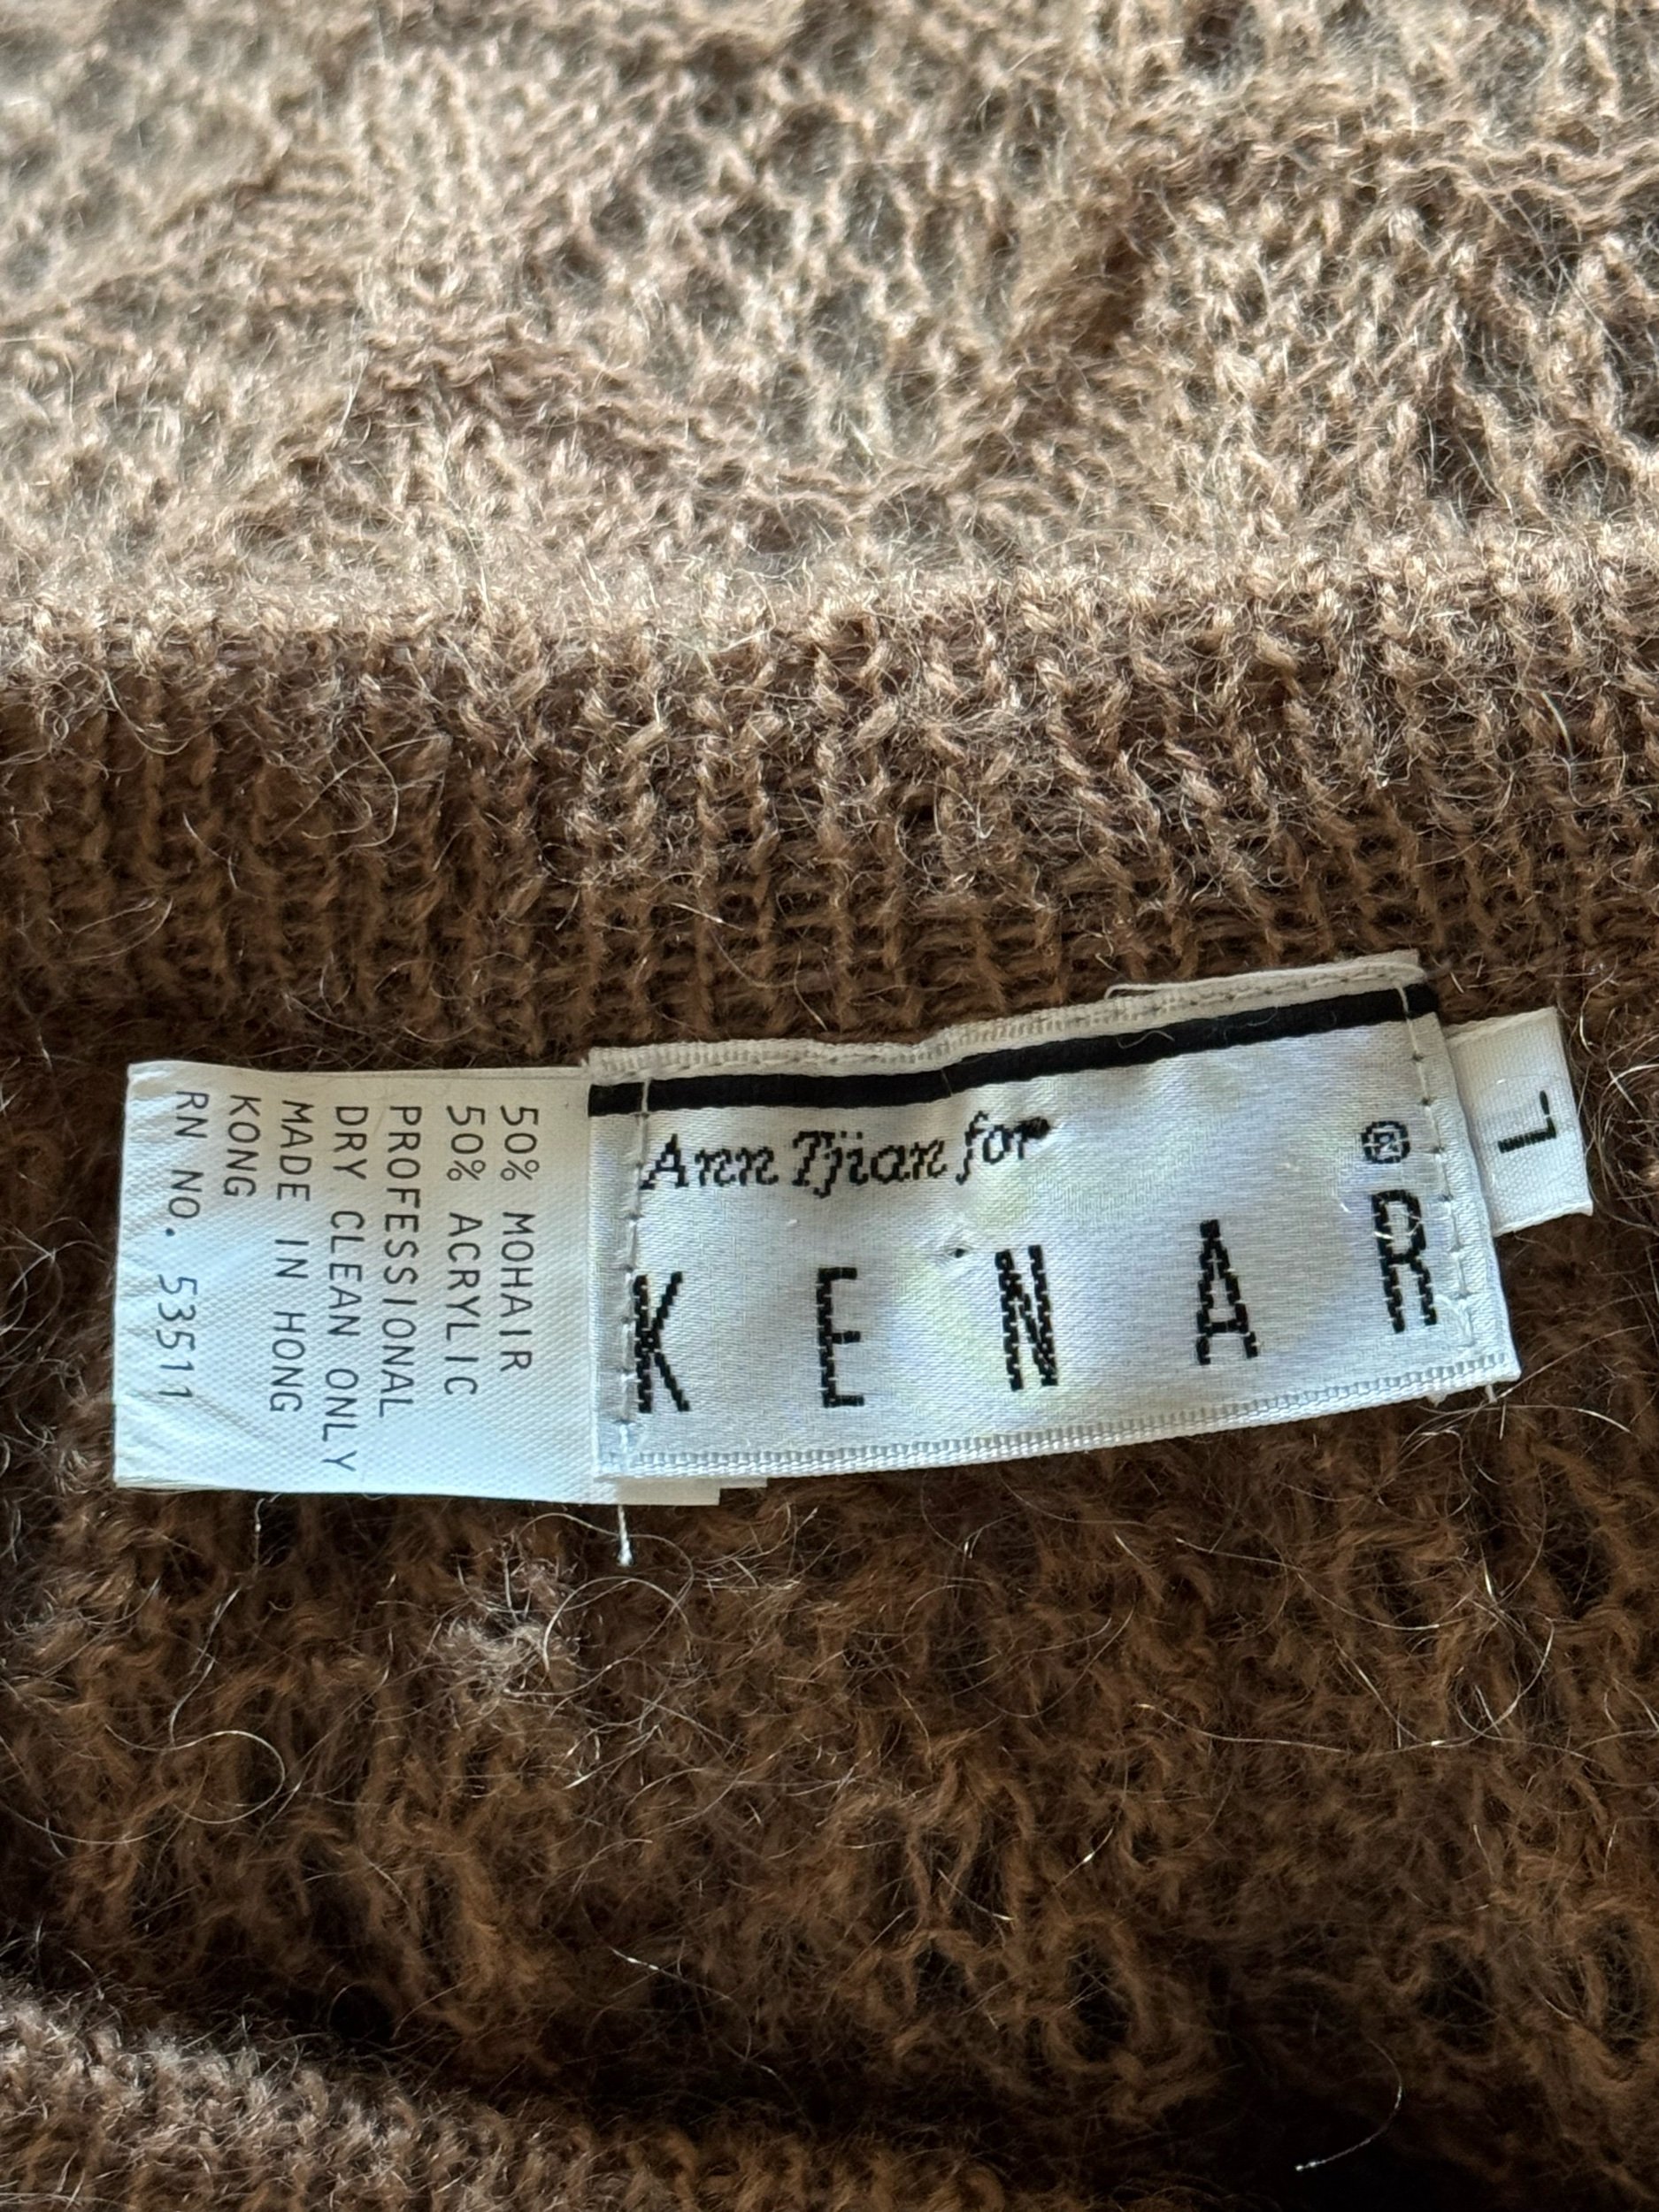 Ann Tjian for
®
KENAR
L
50% MOHAIR
50% ACRYLIC
PROFESSIONAL
DRY CLEAN ONLY
MADE IN HONG
KONG
RN NO. 53511